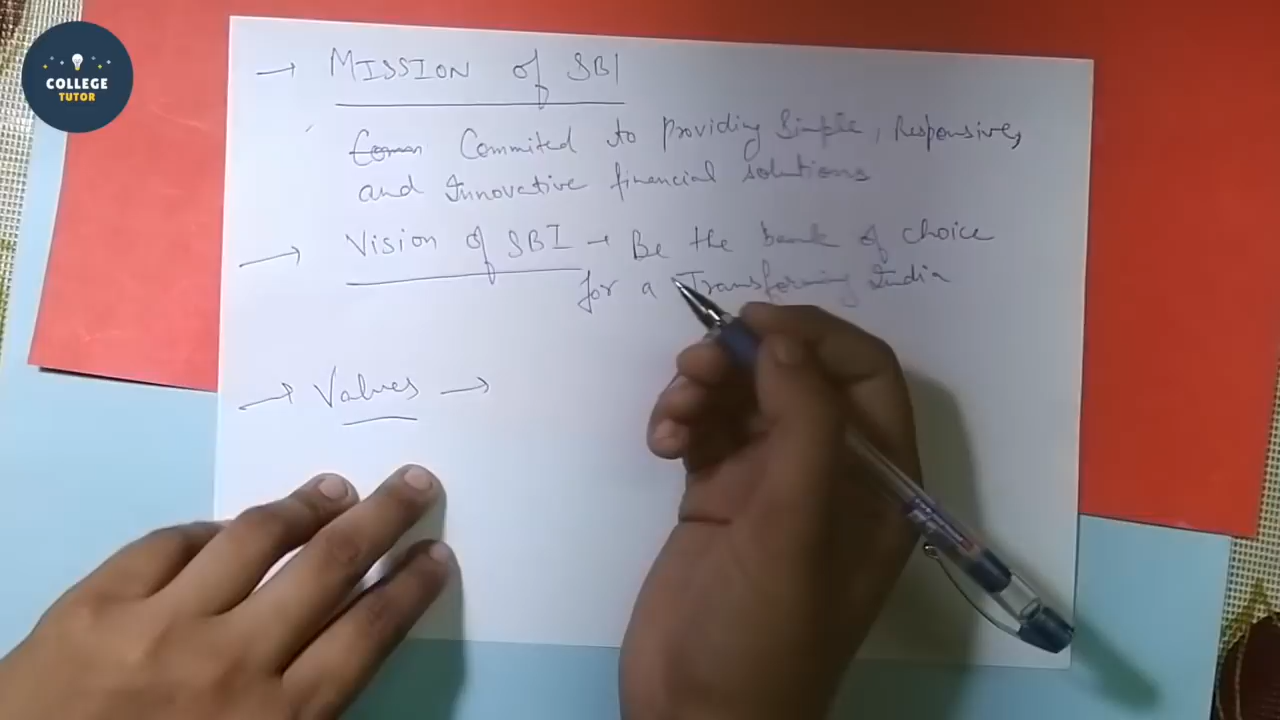 COLLEGE
TUTOR
→ MISSION of SBI
Commited to Providing Simple, Responsive,
and Innovative financial solutions
→ Vision of SBI → Be the bank of choice
for a Transforming India
→ Values →